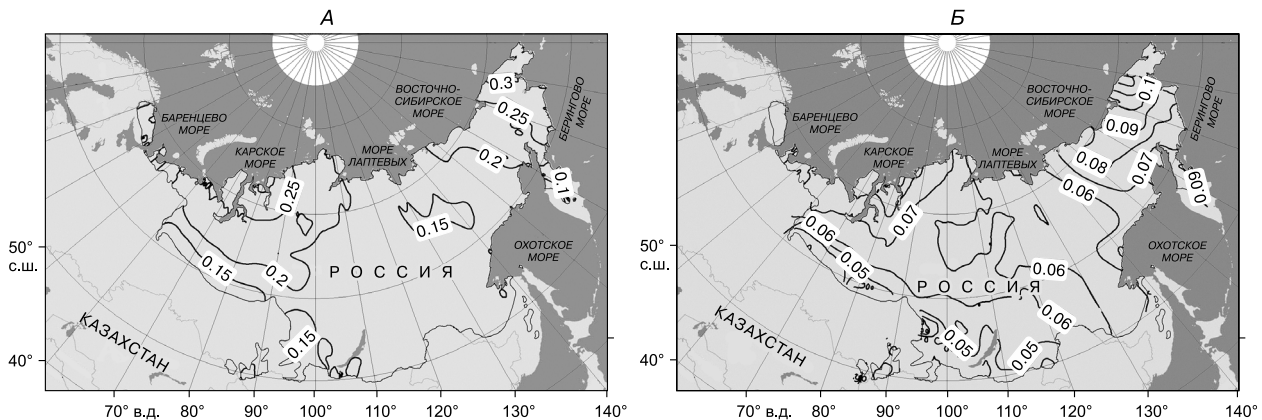 А
0.3
ВОСТОЧНО-
СИБИРСКОЕ
МОРЕ
0.25
БЕРИНГОВО
МОРЕ
БАРЕНЦЕВО
МОРЕ
КАРСКОЕ
МОРЕ
МОРЕ
ЛАПТЕВЫХ
0.2
0.1
0.25
0.15
50°
с.ш.
ОХОТСКОЕ
МОРЕ
0.15
0.2
РОССИЯ
КАЗАХСТАН
0.15
40°
70° в.д.
80°
90°
100°
110°
120°
130°
140°
Б
0.1
ВОСТОЧНО-
СИБИРСКОЕ
МОРЕ
БЕРИНГОВО
МОРЕ
БАРЕНЦЕВО
МОРЕ
0.09
КАРСКОЕ
МОРЕ
МОРЕ
ЛАПТЕВЫХ
0.08
0.07
0.06
0.09
0.07
0.06
50°
с.ш.
ОХОТСКОЕ
МОРЕ
0.05
0.06
РОССИЯ
КАЗАХСТАН
0.06
0.05
0.05
40°
70° в.д.
80°
90°
100°
110°
120°
130°
140°